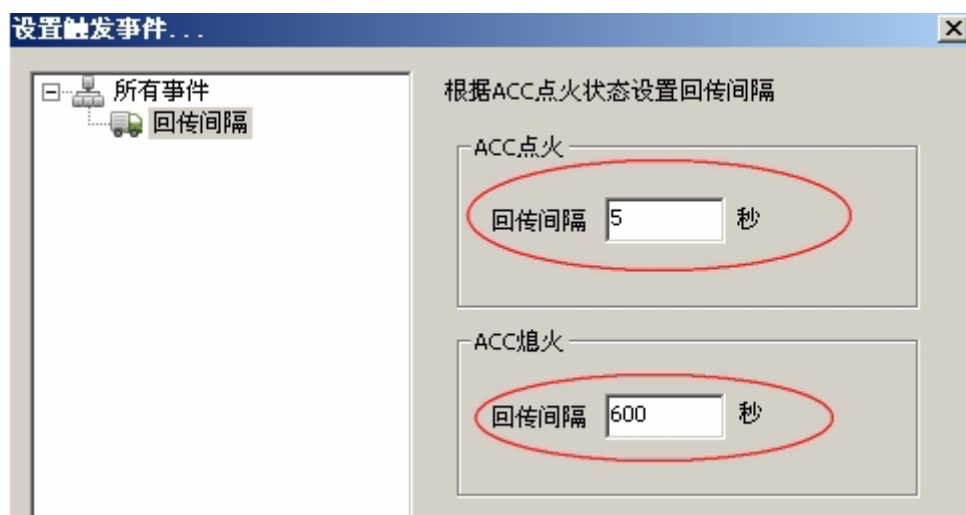 设置触发事件...
所有事件
回传间隔
根据ACC点火状态设置回传间隔
ACC点火
回传间隔 5 秒
ACC熄火
回传间隔 600 秒